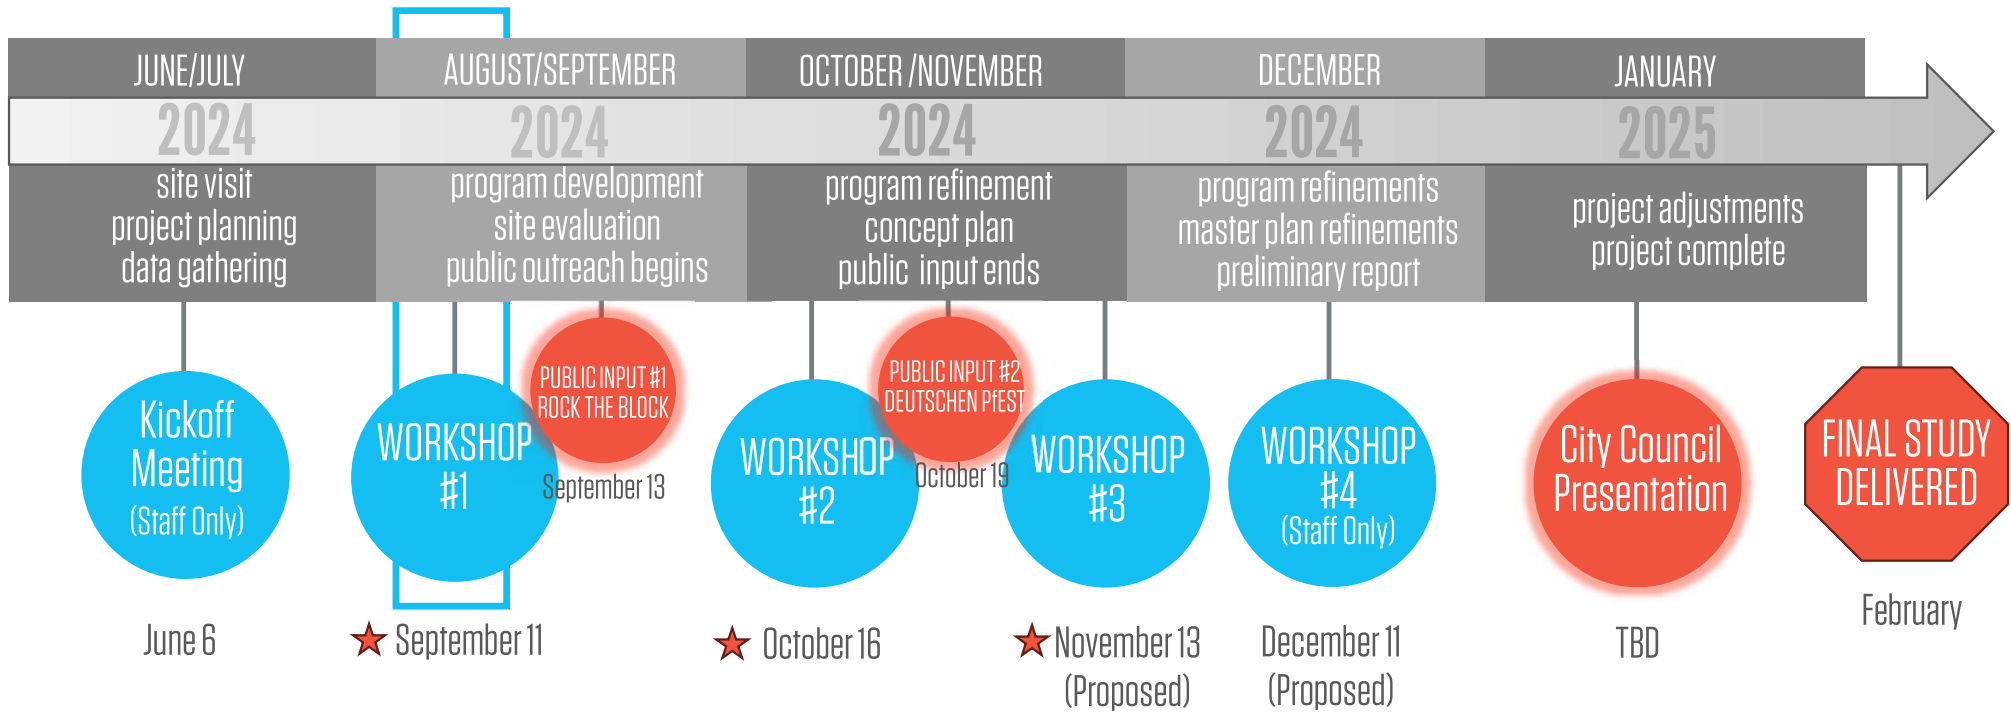 JUNE/JULY
AUGUST/SEPTEMBER
OCTOBER /NOVEMBER
DECEMBER
JANUARY
2024
2024
2024
2024
2025
site visit
project planning
data gathering
program development
site evaluation
public outreach begins
program refinement
concept plan
public input ends
program refinements
master plan refinements
preliminary report
project adjustments
project complete
Kickoff
Meeting
(Staff Only)
June 6
WORKSHOP
#1
September 11
PUBLIC INPUT #1
ROCK THE BLOCK
September 13
WORKSHOP
#2
October 16
PUBLIC INPUT #2
DEUTSCHEN PfEST
October 19
WORKSHOP
#3
November 13
(Proposed)
WORKSHOP
#4
(Staff Only)
December 11
(Proposed)
City Council
Presentation
TBD
FINAL STUDY
DELIVERED
February